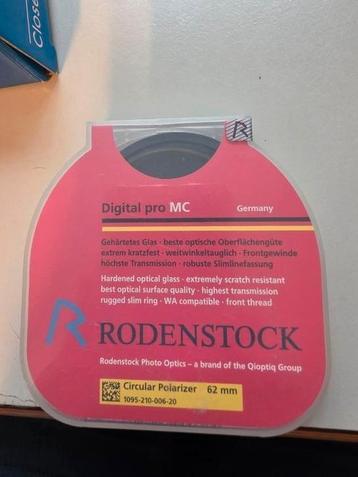 Close
R
Digital pro MC
Germany
Gehärtetes Glas · beste optische Oberflächengüte
extrem kratzfest · weitwinkeltauglich · Frontgewinde
höchste Transmission · robuste Slimlinefassung
Hardened optical glass · extremely scratch resistant
best optical surface quality · highest transmission
rugged slim ring · WA compatible · front thread
R RODENSTOCK
Rodenstock Photo Optics – a brand of the Qioptiq Group
Circular Polarizer 62 mm
1095-210-006-20